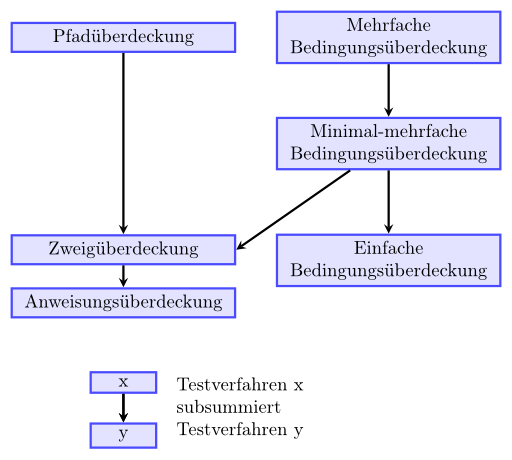 Pfadüberdeckung
Mehrfache
Bedingungsüberdeckung
Minimal-mehrfache
Bedingungsüberdeckung
Zweigüberdeckung
Einfache
Bedingungsüberdeckung
Anweisungsüberdeckung
x
Testverfahren x
subsummiert
Testverfahren y
y